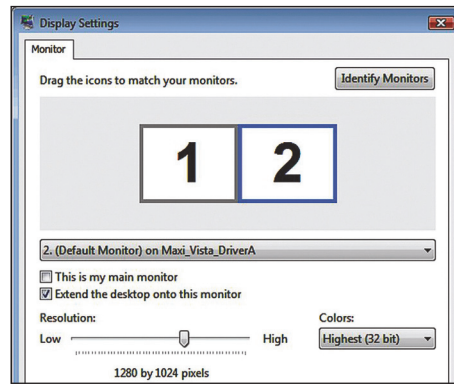 Display Settings
Monitor
Drag the icons to match your monitors.
Identify Monitors
1 2
2. (Default Monitor) on Maxi_Vista_DriverA
This is my main monitor
Extend the desktop onto this monitor
Resolution:
Colors:
Low
High
Highest (32 bit)
1280 by 1024 pixels